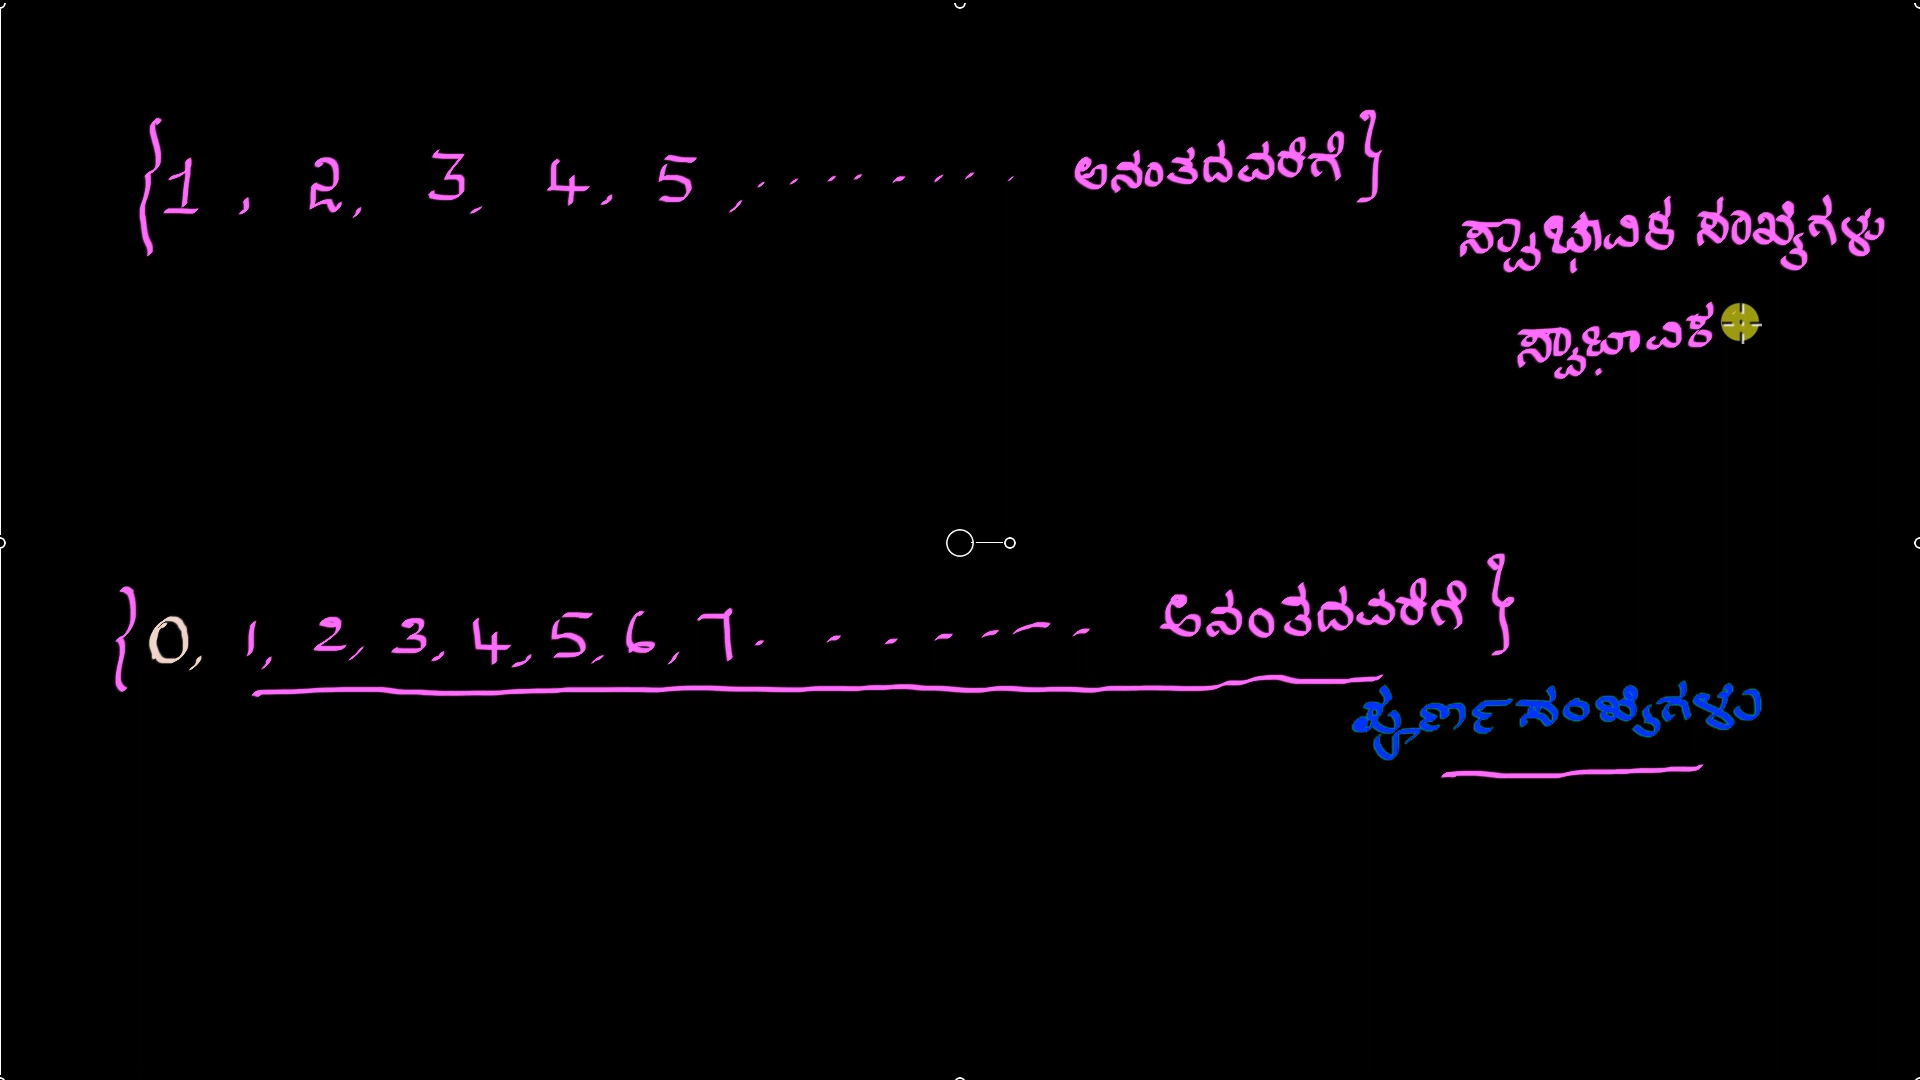 {1, 2, 3, 4, 5, ........ ಅನಂತದವರೆಗೆ}
ಸ್ವಾಭಾವಿಕ ಸಂಖ್ಯೆಗಳು
ಸ್ವಾಭಾವಿಕ
{0, 1, 2, 3, 4, 5, 6, 7. ....... ಅನಂತದವರೆಗೆ}
ಪೂರ್ಣಸಂಖ್ಯೆಗಳು